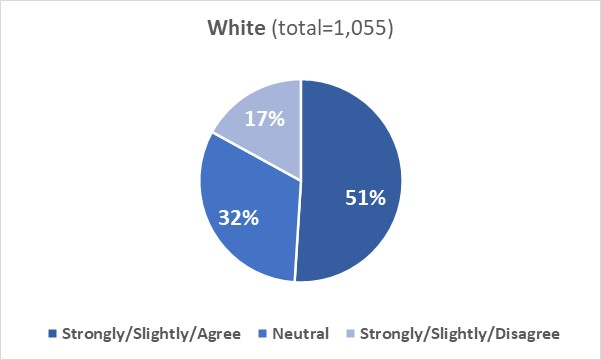 White (total=1,055)
17%
51%
32%
Strongly/Slightly/Agree Neutral Strongly/Slightly/Disagree